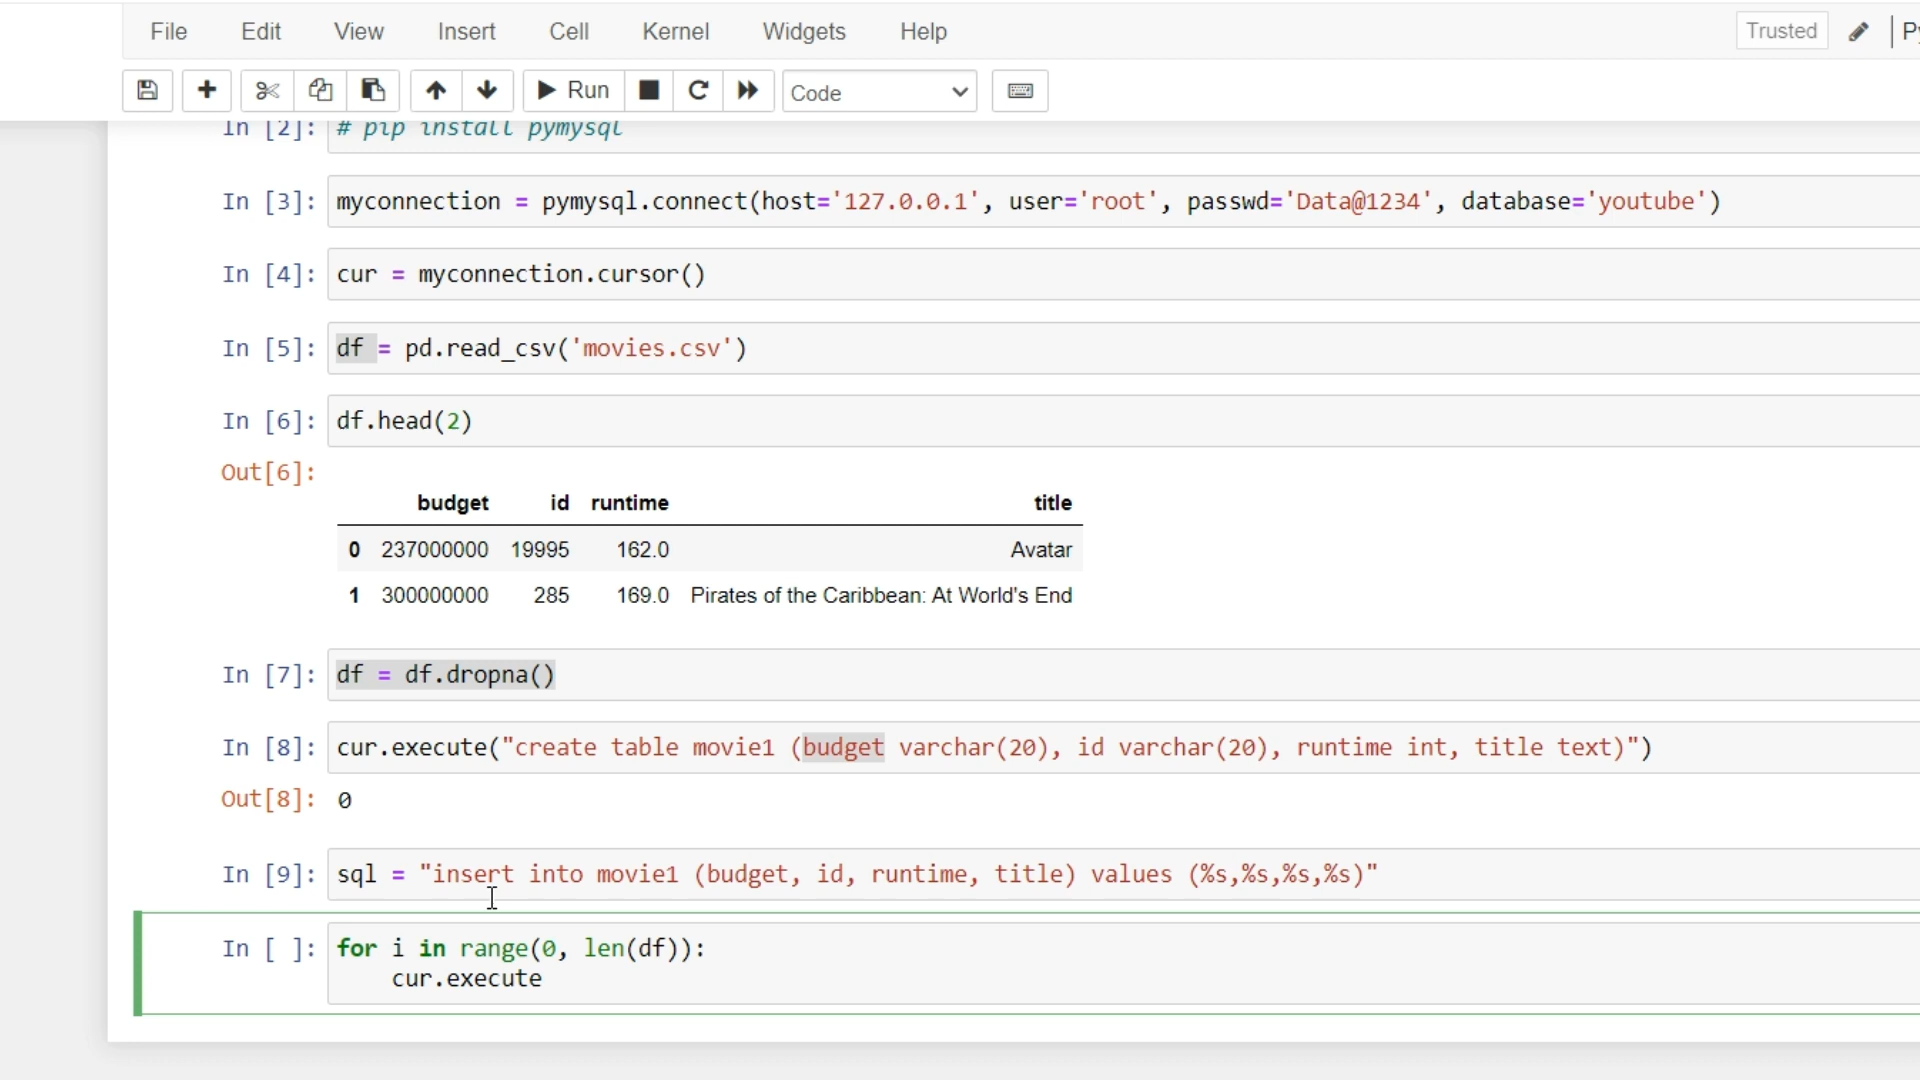 File Edit View Insert Cell Kernel Widgets Help Trusted Py
Run Code
In [2]: # pip install pymysql
In [3]: myconnection = pymysql.connect(host='127.0.0.1', user='root', passwd='Data@1234', database='youtube')
In [4]: cur = myconnection.cursor()
In [5]: df = pd.read_csv('movies.csv')
In [6]: df.head(2)
Out[6]:
budget id runtime title
0 237000000 19995 162.0 Avatar
1 300000000 285 169.0 Pirates of the Caribbean: At World's End
In [7]: df = df.dropna()
In [8]: cur.execute("create table movie1 (budget varchar(20), id varchar(20), runtime int, title text)")
Out[8]: 0
In [9]: sql = "insert into movie1 (budget, id, runtime, title) values (%s,%s,%s,%s)"
In [ ]: for i in range(0, len(df)):
cur.execute